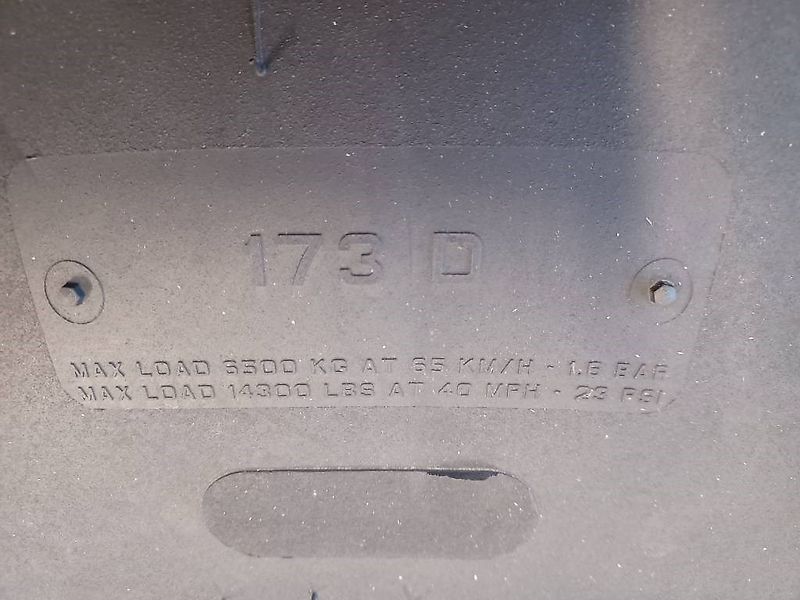 173 D
MAX LOAD 6500 KG AT 65 KM/H - 1.6 BAR
MAX LOAD 14300 LBS AT 40 MPH - 23 PSI